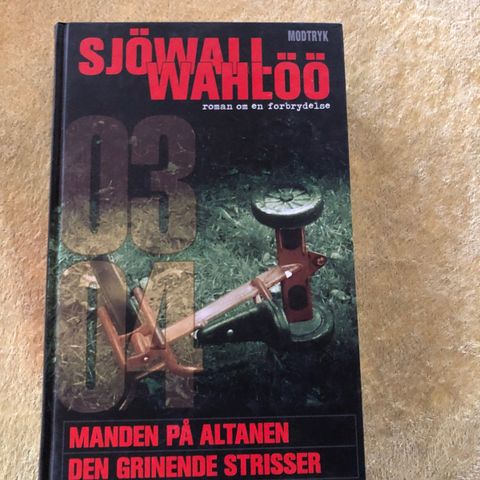 MODTRYK
SJÖWALL
WAHLÖÖ
roman om en forbrydelse
03
04
MANDEN PÅ ALTANEN
DEN GRINENDE STRISSER